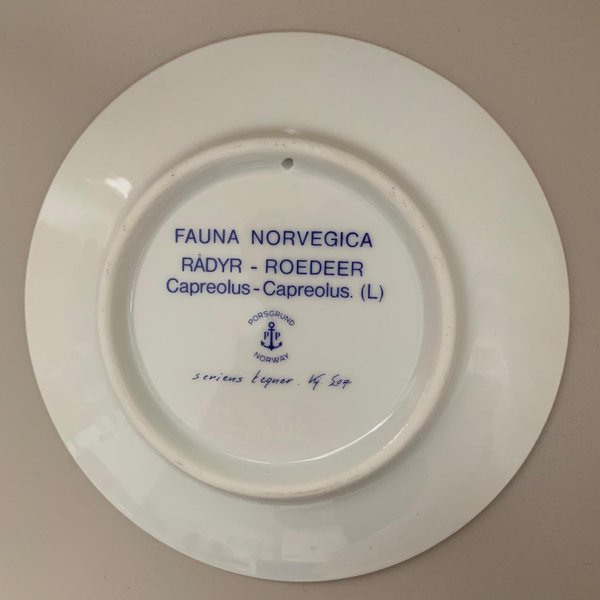 FAUNA NORVEGICA
RÅDYR - ROEDEER
Capreolus-Capreolus. (L)
PORSGRUND
P P
NORWAY
seriens tegner.